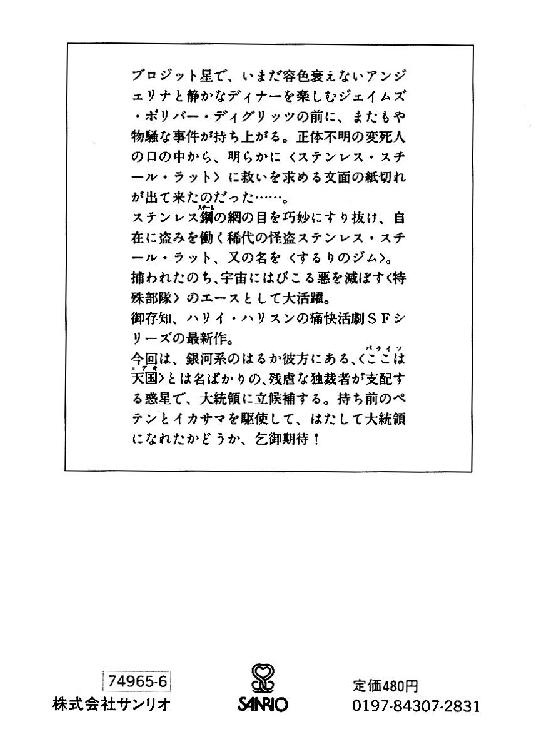 ブロジット星で、いまだ容色衰えないアンジ
ェリナと静かなディナーを楽しむジェイムズ
・ボリバー・ディグリッツの前に、またもや
物騒な事件が持ち上がる。正体不明の変死人
の口の中から、明らかに〈ステンレス・スチ
ール・ラット〉に救いを求める文面の紙切れ
が出て来たのだった……。
ステンレス鋼の網の目を巧妙にすり抜け、自
在に盗みを働く稀代の怪盗ステンレス・スチ
ール・ラット、又の名を〈するりのジム〉。
捕われたのち、宇宙にはびこる悪を滅ぼす〈特
殊部隊〉のエースとして大活躍。
御存知、ハリイ・ハリスンの痛快活劇ＳＦシ
リーズの最新作。
今回は、銀河系のはるか彼方にある、〈ここは
天国〉とは名ばかりの、残虐な独裁者が支配す
る惑星で、大統領に立候補する。持ち前のペ
テンとイカサマを駆使して、はたして大統領
になれたかどうか、乞御期待！
74965-6
株式会社サンリオ
SANRIO
定価480円
0197-84307-2831